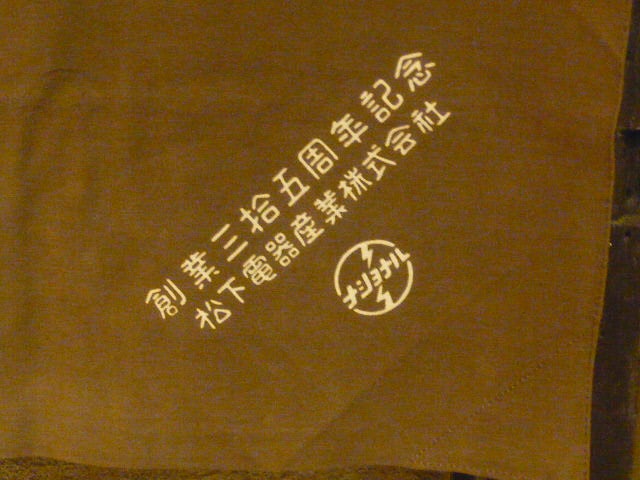 創業三拾五周年記念
松下電器産業株式会社
ナショナル